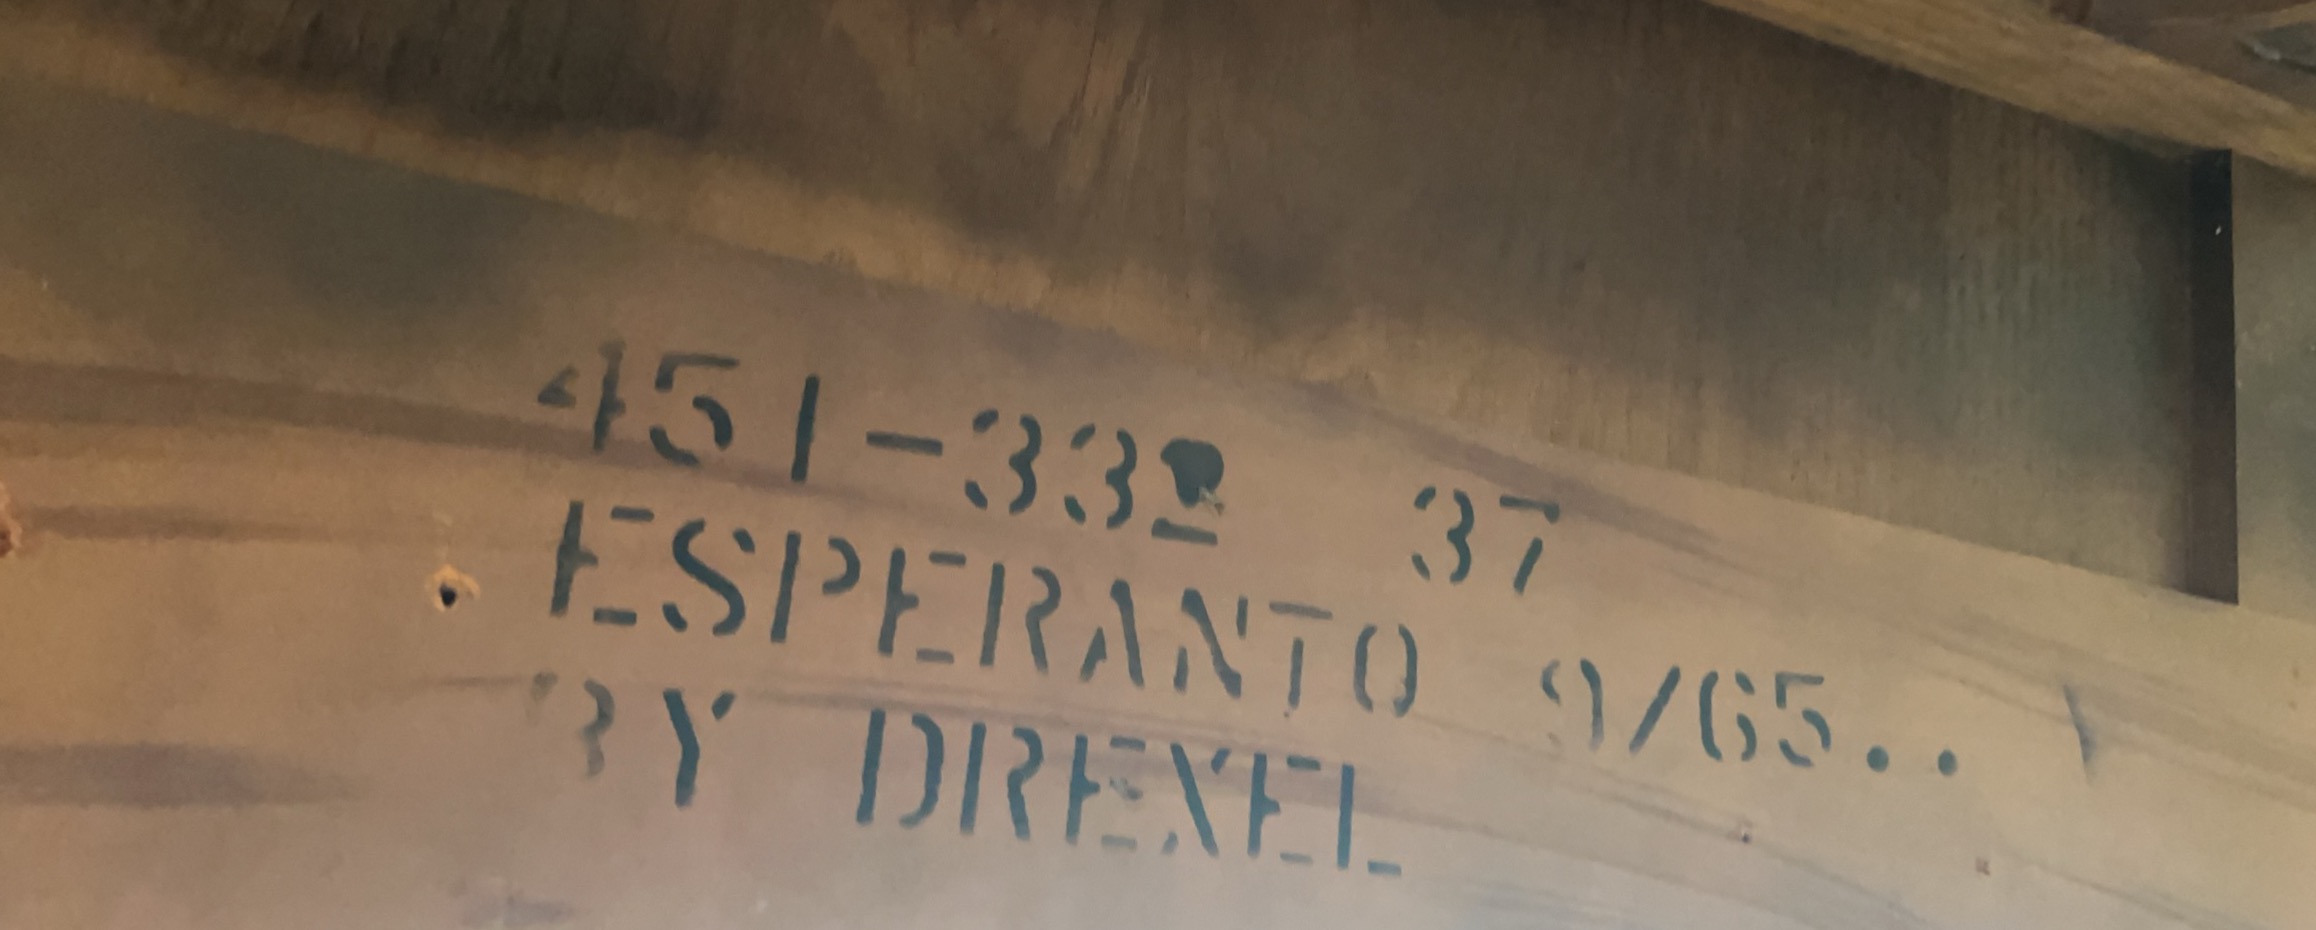 451-332 37
ESPERANTO 9/65..
BY DREXEL